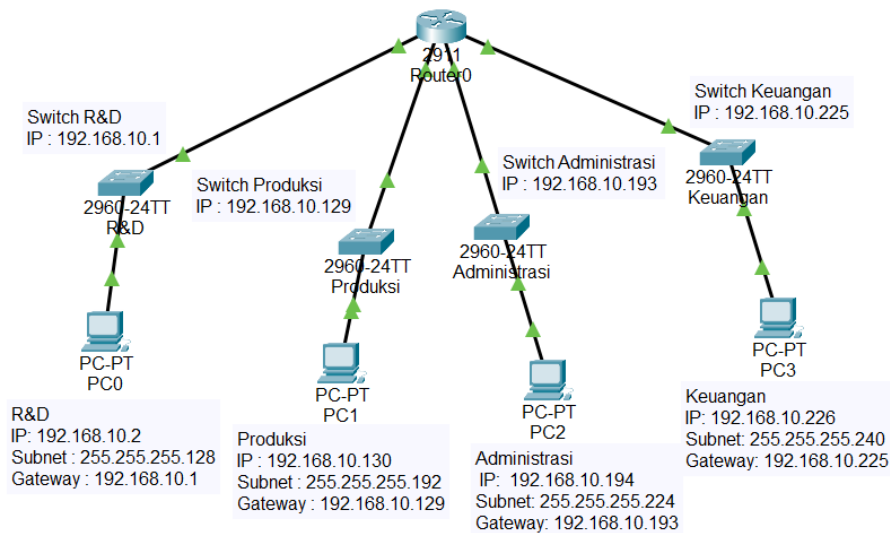 2911
Router0
Switch R&D
IP : 192.168.10.1
Switch Keuangan
IP : 192.168.10.225
Switch Produksi
IP : 192.168.10.129
Switch Administrasi
IP : 192.168.10.193
2960-24TT
R&D
2960-24TT
Produksi
2960-24TT
Administrasi
2960-24TT
Keuangan
PC-PT
PC0
PC-PT
PC1
PC-PT
PC2
PC-PT
PC3
R&D
IP: 192.168.10.2
Subnet : 255.255.255.128
Gateway : 192.168.10.1
Produksi
IP : 192.168.10.130
Subnet : 255.255.255.192
Gateway : 192.168.10.129
Administrasi
IP: 192.168.10.194
Subnet: 255.255.255.224
Gateway: 192.168.10.193
Keuangan
IP: 192.168.10.226
Subnet: 255.255.255.240
Gateway: 192.168.10.225